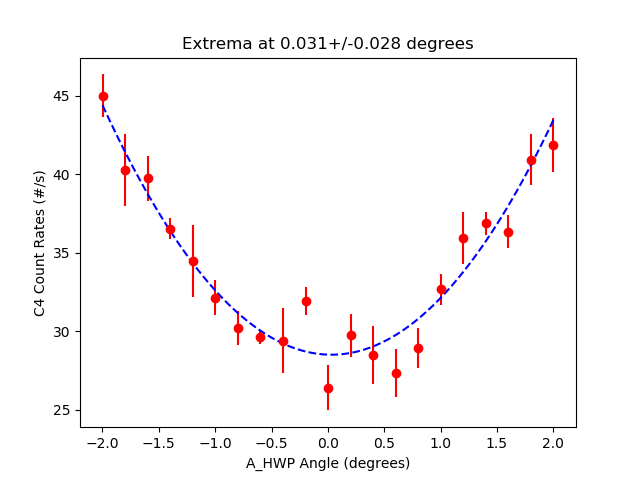 Extrema at 0.031+/-0.028 degrees
C4 Count Rates (#/s)
45
40
35
30
25
−2.0 −1.5 −1.0 −0.5 0.0 0.5 1.0 1.5 2.0
A_HWP Angle (degrees)